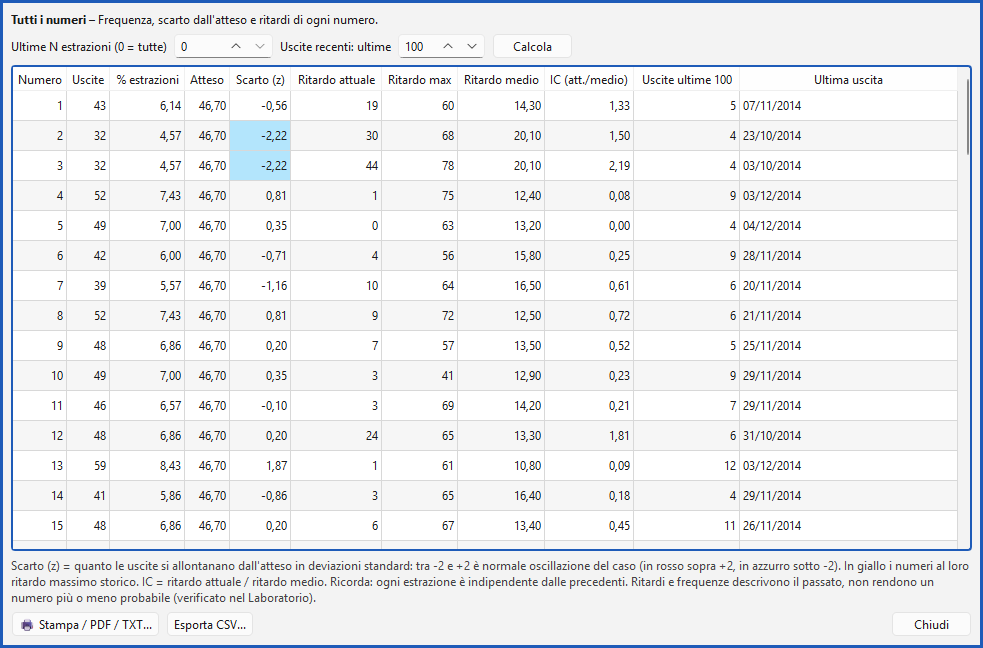 Tutti i numeri – Frequenza, scarto dall'atteso e ritardi di ogni numero.
Ultime N estrazioni (0 = tutte) 0 Uscite recenti: ultime 100 Calcola
Numero Uscite % estrazioni Atteso Scarto (z) Ritardo attuale Ritardo max Ritardo medio IC (att./medio) Uscite ultime 100 Ultima uscita
1 43 6,14 46,70 -0,56 19 60 14,30 1,33 5 07/11/2014
2 32 4,57 46,70 -2,22 30 68 20,10 1,50 4 23/10/2014
3 32 4,57 46,70 -2,22 44 78 20,10 2,19 4 03/10/2014
4 52 7,43 46,70 0,81 1 75 12,40 0,08 9 03/12/2014
5 49 7,00 46,70 0,35 0 63 13,20 0,00 4 04/12/2014
6 42 6,00 46,70 -0,71 4 56 15,80 0,25 9 28/11/2014
7 39 5,57 46,70 -1,16 10 64 16,50 0,61 6 20/11/2014
8 52 7,43 46,70 0,81 9 72 12,50 0,72 6 21/11/2014
9 48 6,86 46,70 0,20 7 57 13,50 0,52 5 25/11/2014
10 49 7,00 46,70 0,35 3 41 12,90 0,23 9 29/11/2014
11 46 6,57 46,70 -0,10 3 69 14,20 0,21 7 29/11/2014
12 48 6,86 46,70 0,20 24 65 13,30 1,81 6 31/10/2014
13 59 8,43 46,70 1,87 1 61 10,80 0,09 12 03/12/2014
14 41 5,86 46,70 -0,86 3 65 16,40 0,18 4 29/11/2014
15 48 6,86 46,70 0,20 6 67 13,40 0,45 11 26/11/2014
Scarto (z) = quanto le uscite si allontanano dall'atteso in deviazioni standard: tra -2 e +2 è normale oscillazione del caso (in rosso sopra +2, in azzurro sotto -2). In giallo i numeri al loro
ritardo massimo storico. IC = ritardo attuale / ritardo medio. Ricorda: ogni estrazione è indipendente dalle precedenti. Ritardi e frequenze descrivono il passato, non rendono un
numero più o meno probabile (verificato nel Laboratorio).
Stampa / PDF / TXT... Esporta CSV... Chiudi